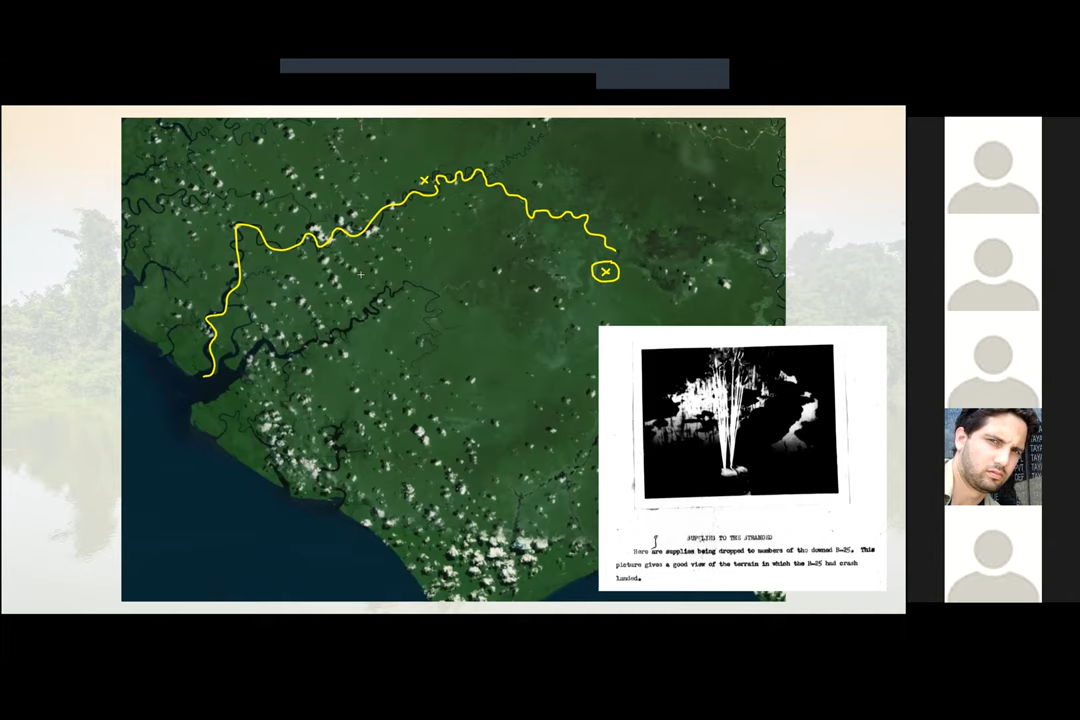 SUPPLIES TO THE STRANDED
Here are supplies being dropped to members of the downed B-25. This
picture gives a good view of the terrain in which the B-25 had crash
landed.